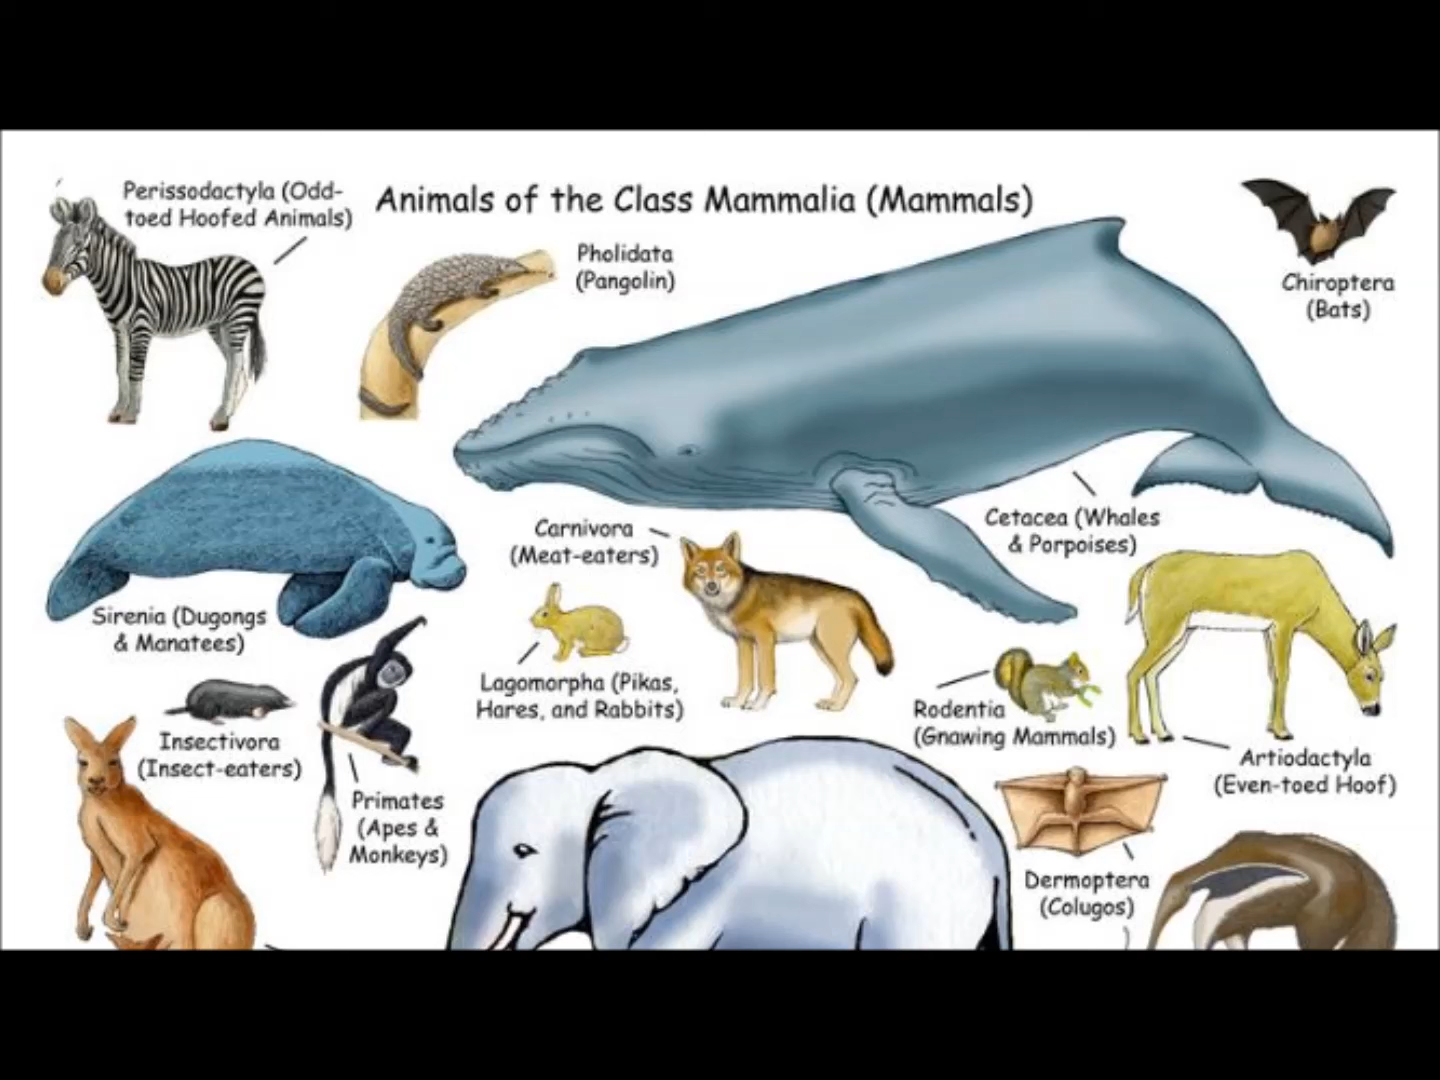 Perissodactyla (Odd-
toed Hoofed Animals)
Animals of the Class Mammalia (Mammals)
Pholidata
(Pangolin)
Chiroptera
(Bats)
Carnivora
(Meat-eaters)
Cetacea (Whales
& Porpoises)
Sirenia (Dugongs
& Manatees)
Lagomorpha (Pikas,
Hares, and Rabbits)
Rodentia
(Gnawing Mammals)
Insectivora
(Insect-eaters)
Artiodactyla
(Even-toed Hoof)
Primates
(Apes &
Monkeys)
Dermoptera
(Colugos)